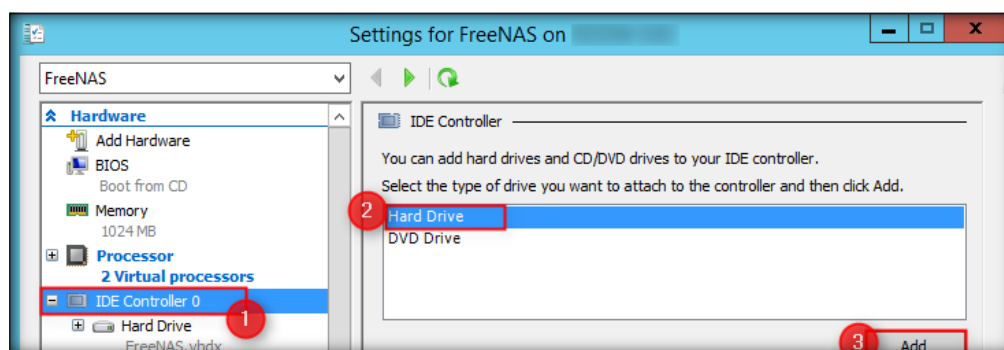 Settings for FreeNAS on
FreeNAS
Hardware
Add Hardware
BIOS
Boot from CD
Memory
1024 MB
Processor
2 Virtual processors
IDE Controller 0
1
Hard Drive
FreeNAS.vhdx
IDE Controller
You can add hard drives and CD/DVD drives to your IDE controller.
Select the type of drive you want to attach to the controller and then click Add.
2
Hard Drive
DVD Drive
3
Add